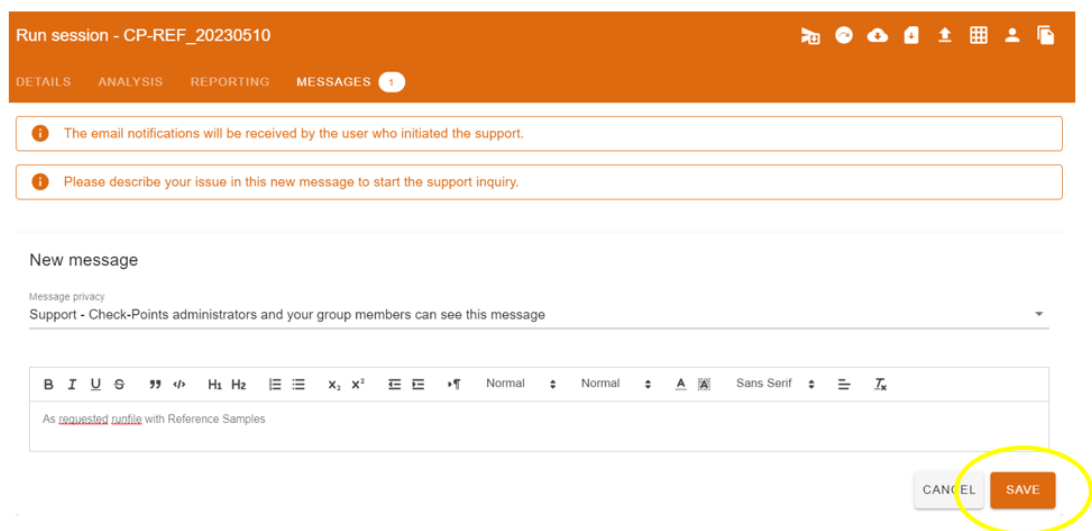 Run session - CP-REF_20230510
DETAILS ANALYSIS REPORTING MESSAGES 1
The email notifications will be received by the user who initiated the support.
Please describe your issue in this new message to start the support inquiry.
New message
Message privacy
Support - Check-Points administrators and your group members can see this message
B I U S ” </> H1 H2 x₂ x² ¶ Normal Normal A A Sans Serif Tx
As requested runfile with Reference Samples
CANCEL SAVE